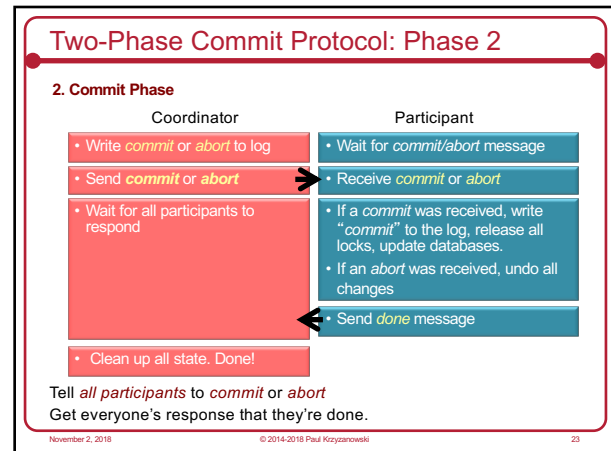 Two-Phase Commit Protocol: Phase 2
2. Commit Phase
Coordinator
Participant
• Write commit or abort to log
• Wait for commit/abort message
• Send commit or abort
• Receive commit or abort
• Wait for all participants to
respond
• If a commit was received, write
“commit” to the log, release all
locks, update databases.
• If an abort was received, undo all
changes
• Send done message
• Clean up all state. Done!
Tell all participants to commit or abort
Get everyone’s response that they’re done.
November 2, 2018
© 2014-2018 Paul Krzyzanowski
23